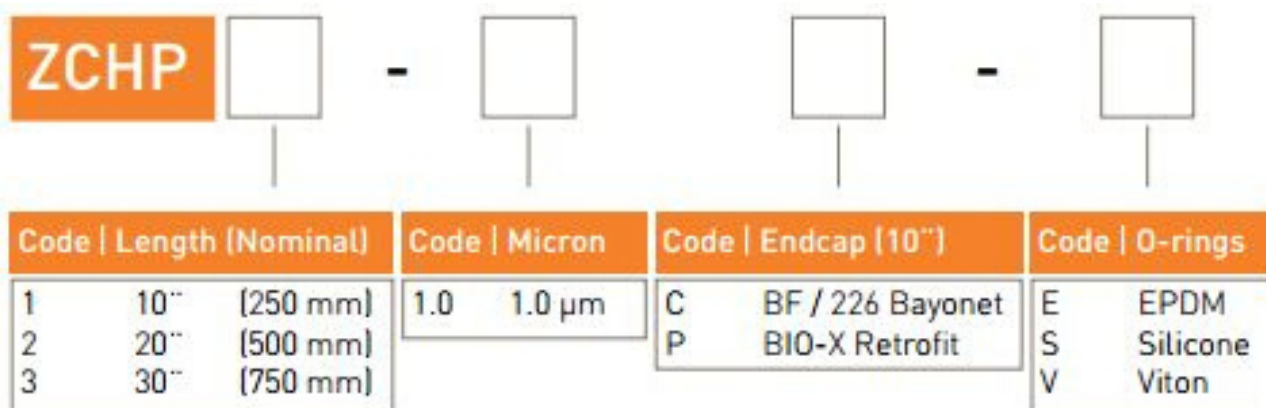 ZCHP - -
Code | Length (Nominal) Code | Micron Code | Endcap (10¨) Code | O-rings
1 10¨ (250 mm) 1.0 1.0 µm C BF / 226 Bayonet E EPDM
2 20¨ (500 mm) P BIO-X Retrofit S Silicone
3 30¨ (750 mm) V Viton